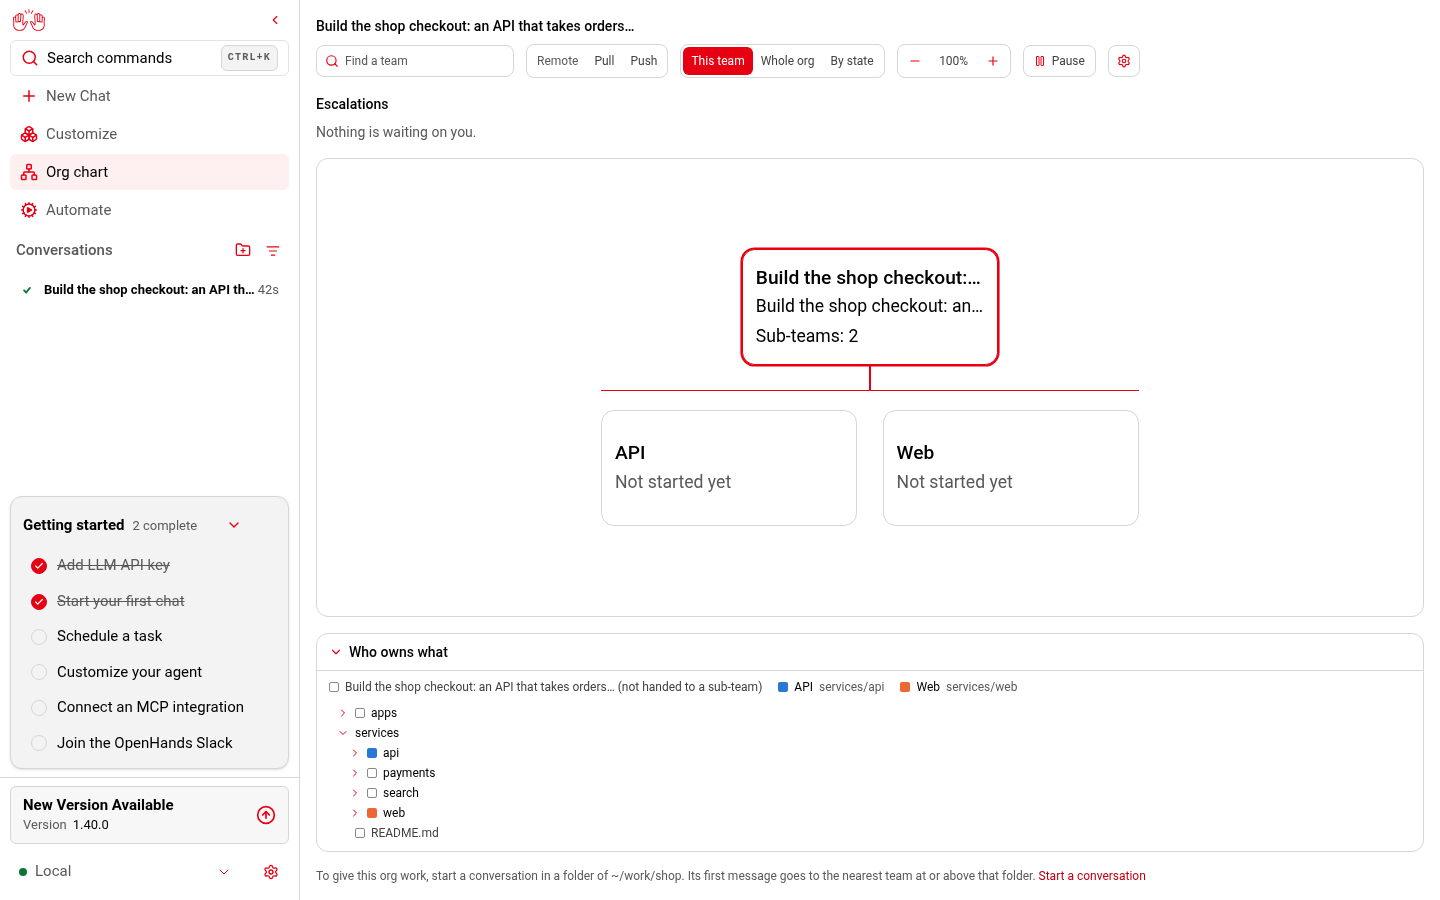 Search commands
CTRL+K
New Chat
Customize
Org chart
Automate
Conversations
Build the shop checkout: an API th... 42s
Getting started 2 complete
Add LLM API key
Start your first chat
Schedule a task
Customize your agent
Connect an MCP integration
Join the OpenHands Slack
New Version Available
Version 1.40.0
Local
Build the shop checkout: an API that takes orders...
Find a team
Remote Pull Push
This team Whole org By state
100%
Pause
Escalations
Nothing is waiting on you.
Build the shop checkout:...
Build the shop checkout: an...
Sub-teams: 2
API
Not started yet
Web
Not started yet
Who owns what
Build the shop checkout: an API that takes orders... (not handed to a sub-team) API services/api Web services/web
apps
services
api
payments
search
web
README.md
To give this org work, start a conversation in a folder of ~/work/shop. Its first message goes to the nearest team at or above that folder. Start a conversation